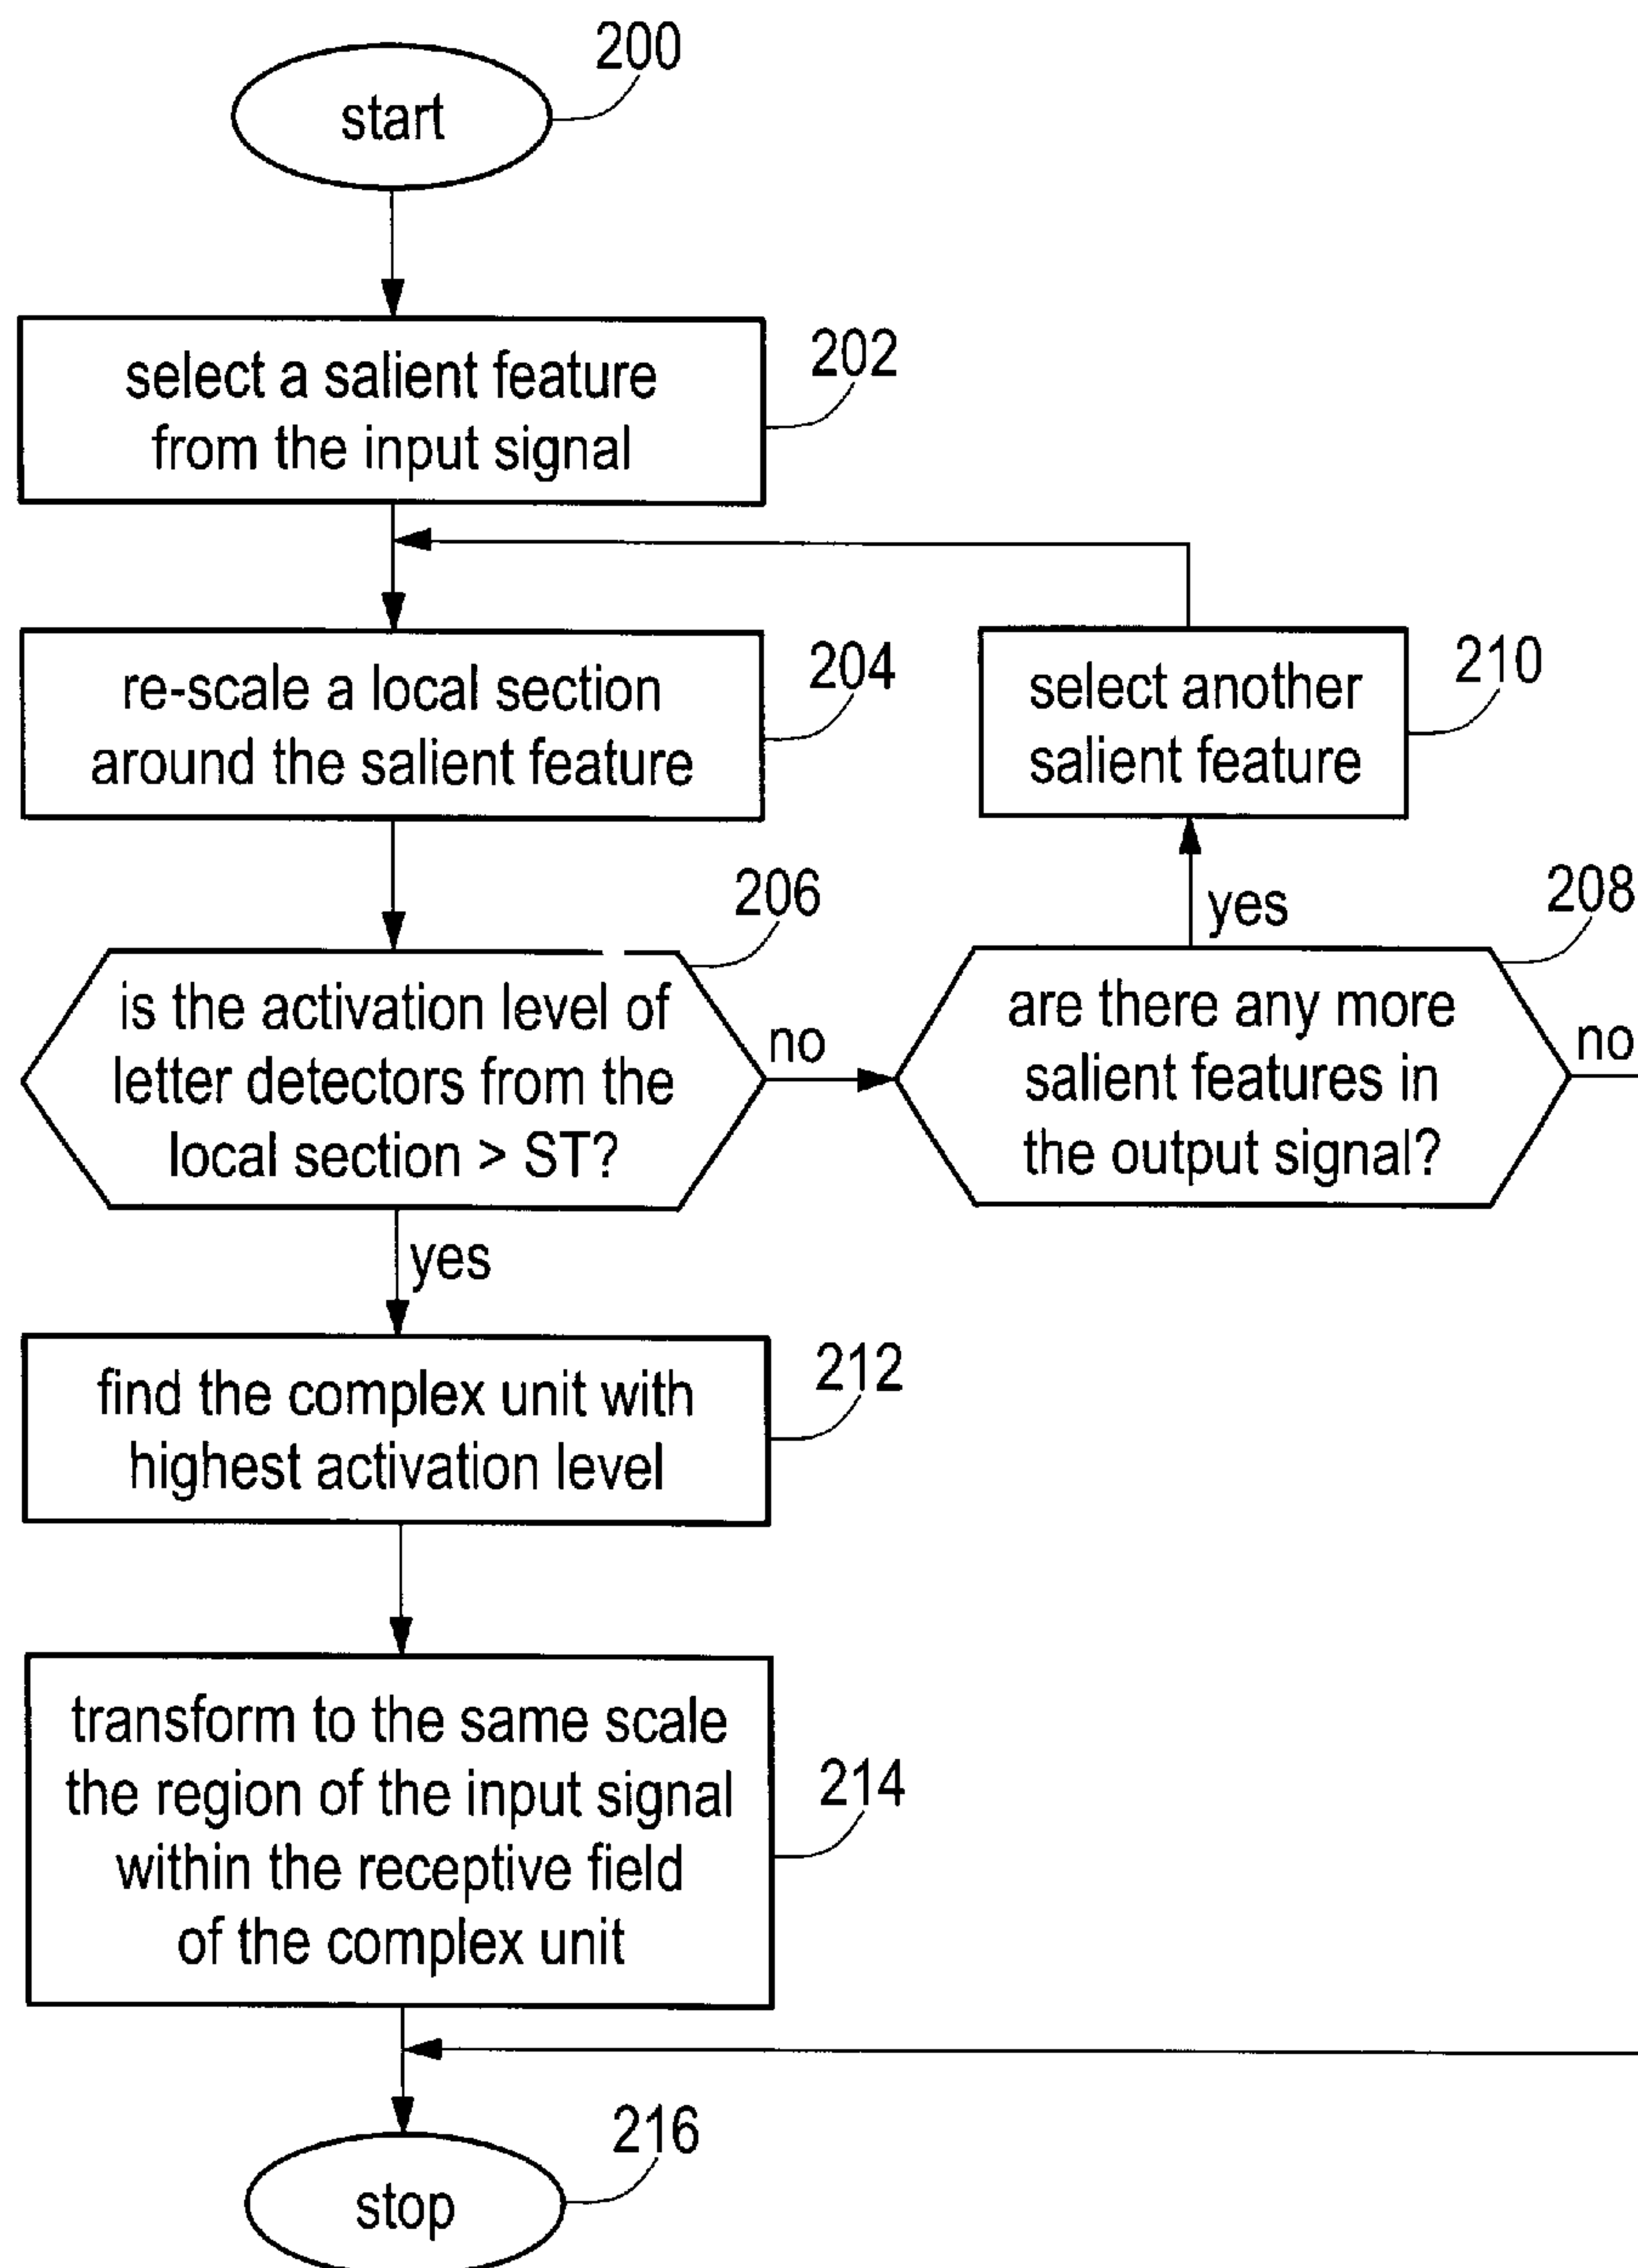 200
start
202
select a salient feature
from the input signal
204
re-scale a local section
around the salient feature
210
select another
salient feature
206
is the activation level of
letter detectors from the
local section > ST?
no
yes
208
are there any more
salient features in
the output signal?
yes
no
212
find the complex unit with
highest activation level
214
transform to the same scale
the region of the input signal
within the receptive field
of the complex unit
216
stop